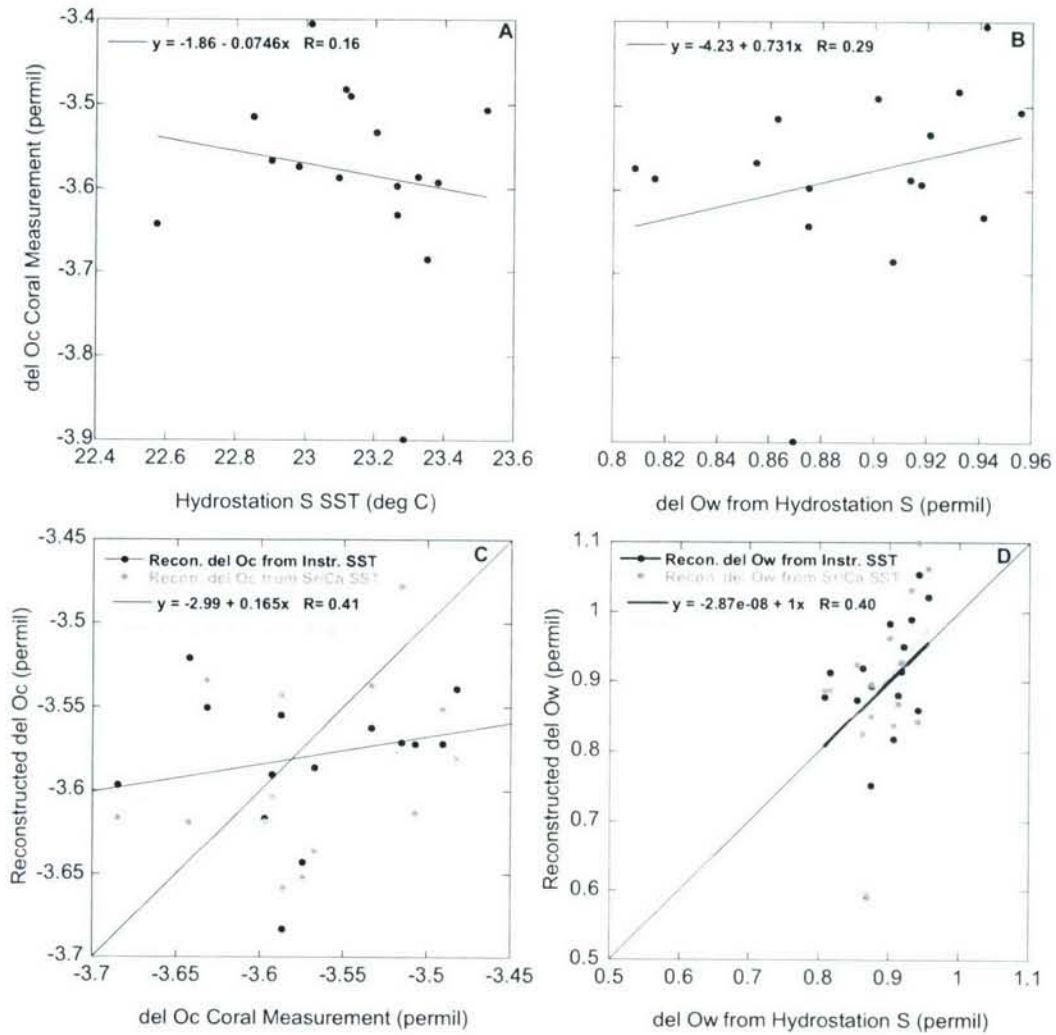 A
y = -1.86 - 0.0746x R= 0.16
-3.4
-3.5
-3.6
-3.7
-3.8
-3.9
del Oc Coral Measurement (permil)
22.4 22.6 22.8 23 23.2 23.4 23.6
Hydrostation S SST (deg C)
B
y = -4.23 + 0.731x R= 0.29
0.8 0.82 0.84 0.86 0.88 0.9 0.92 0.94 0.96
del Ow from Hydrostation S (permil)
C
Recon. del Oc from Instr. SST
Recon. del Oc from Sr/Ca SST
y = -2.99 + 0.165x R= 0.41
-3.45
-3.5
-3.55
-3.6
-3.65
-3.7
Reconstructed del Oc (permil)
-3.7 -3.65 -3.6 -3.55 -3.5 -3.45
del Oc Coral Measurement (permil)
D
Recon. del Ow from Instr. SST
Recon. del Ow from Sr/Ca SST
y = -2.87e-08 + 1x R= 0.40
1.1
1
0.9
0.8
0.7
0.6
0.5
Reconstructed del Ow (permil)
0.5 0.6 0.7 0.8 0.9 1 1.1
del Ow from Hydrostation S (permil)